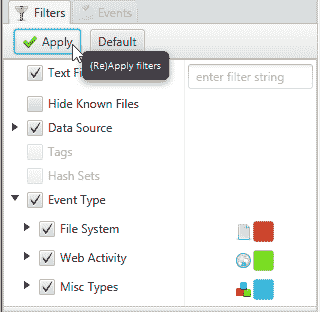 Filters Events
Apply Default
(Re)Apply filters
Text Fi enter filter string
Hide Known Files
Data Source
Tags
Hash Sets
Event Type
File System
Web Activity
Misc Types